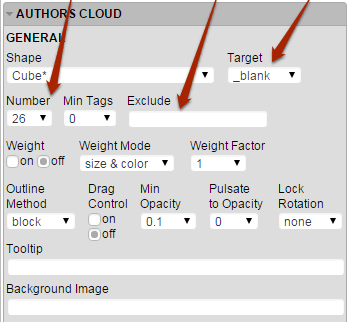 AUTHORS CLOUD
GENERAL
Shape Target
Cube* _blank
Number Min Tags Exclude
26 0
Weight Weight Mode Weight Factor
on off size & color 1
Outline Method Drag Control Min Opacity Pulsate to Opacity Lock Rotation
block on off 0.1 0 none
Tooltip
Background Image